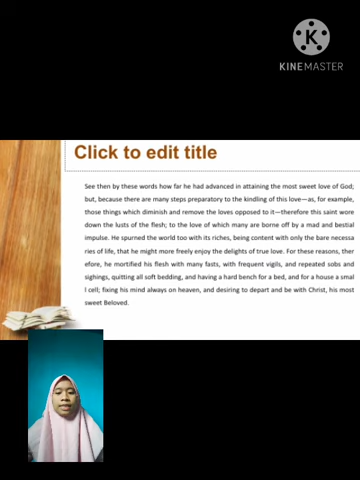 KINEMASTER
Click to edit title
See then by these words how far he had advanced in attaining the most sweet love of God;
but, because there are many steps preparatory to the kindling of this love—as, for example,
those things which diminish and remove the loves opposed to it—therefore this saint wore
down the lusts of the flesh; to the love of which many are borne off by a mad and bestial
impulse. He spurned the world too with its riches, being content with only the bare necessa
ries of life, that he might more freely enjoy the delights of true love. For these reasons, ther
efore, he mortified his flesh with many fasts, with frequent vigils, and repeated sobs and
sighings, quitting all soft bedding, and having a hard bench for a bed, and for a house a smal
l cell; fixing his mind always on heaven, and desiring to depart and be with Christ, his most
sweet Beloved.